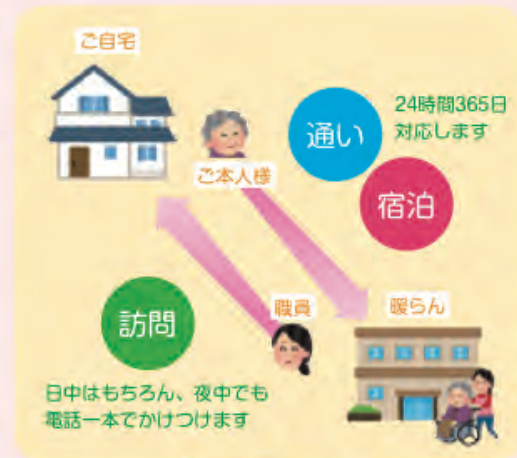 ご自宅
通い
24時間365日
対応します
ご本人様
宿泊
訪問
職員
暖らん
日中はもちろん、夜中でも
電話一本でかけつけます